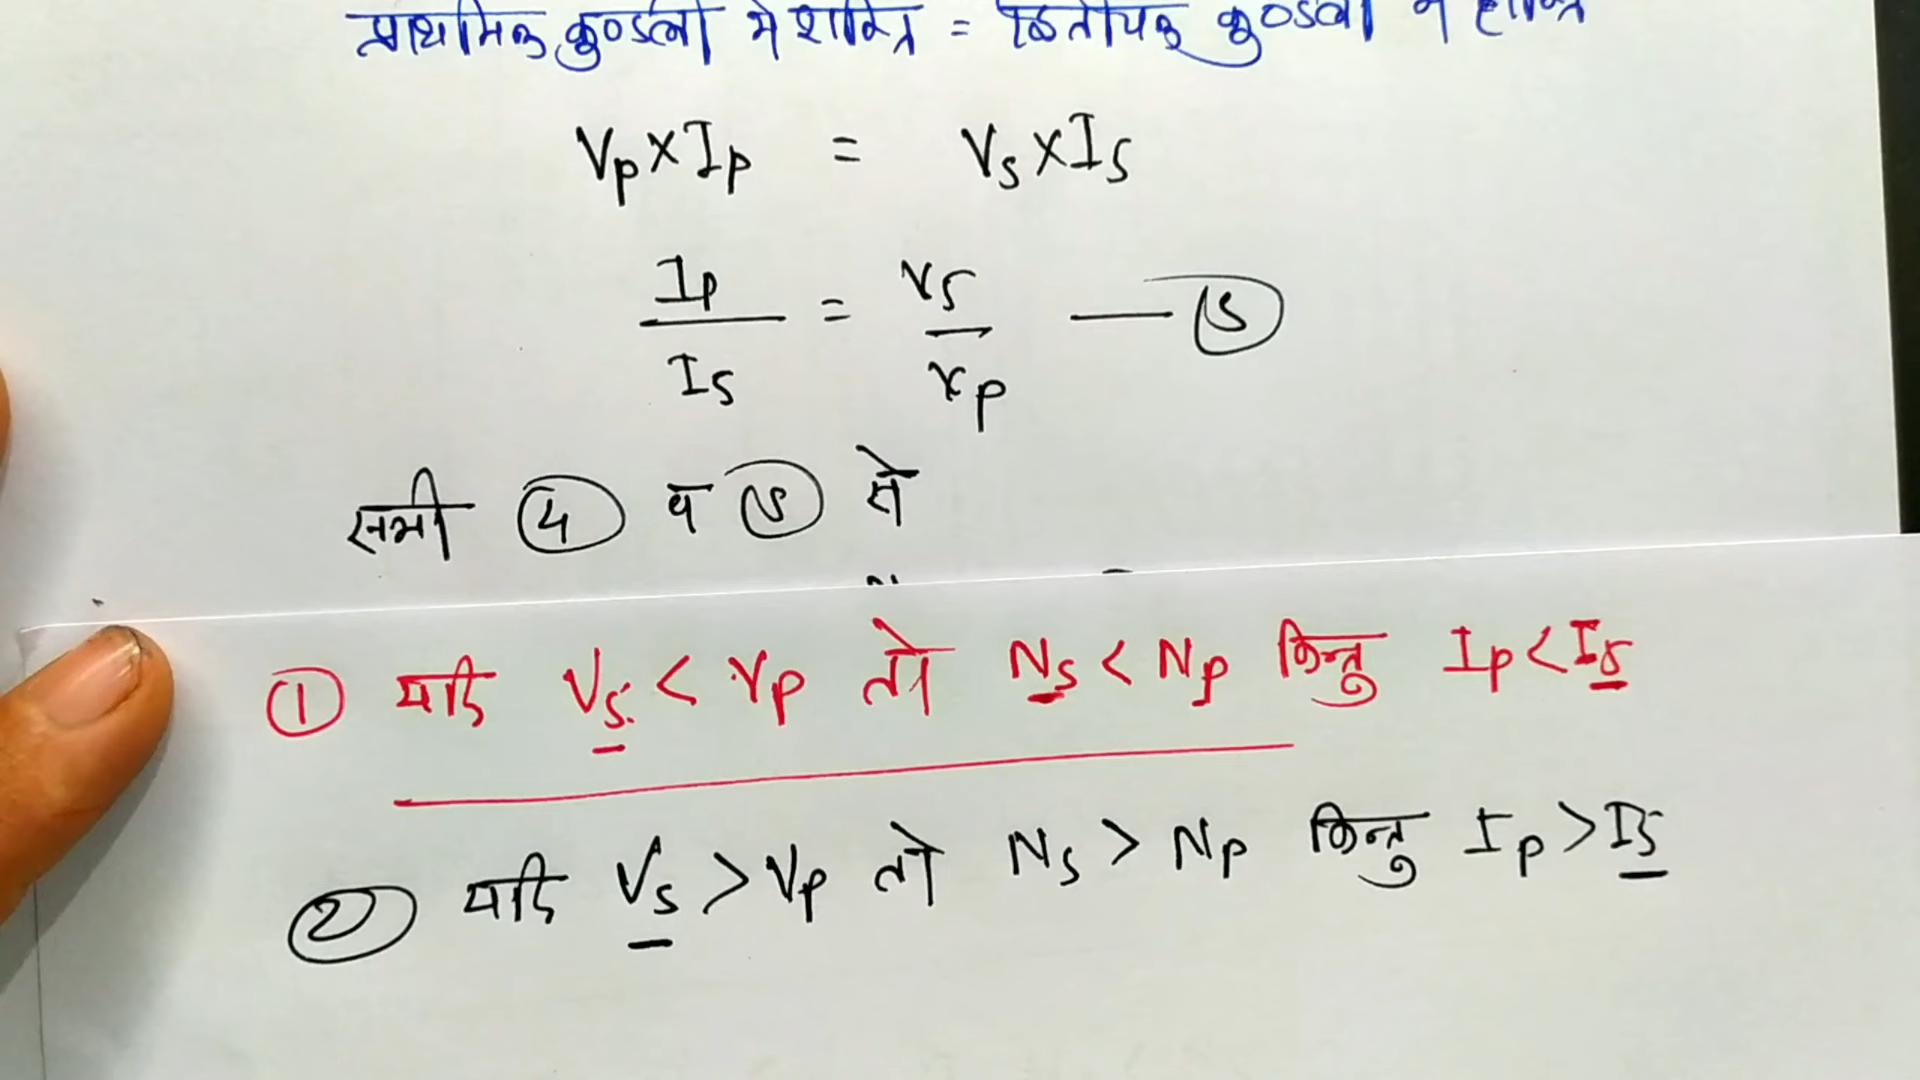 प्राथमिक कुण्डली मे शक्ति = द्वितीयक कुण्डली में शक्ति
Vp×Ip = Vs×Is
Ip/Is = Vs/Vp — (5)
समी (4) व (5) से
(1) यदि Vs < Vp तो Ns < Np किन्तु Ip < Is
(2) यदि Vs > Vp तो Ns > Np किन्तु Ip > Is